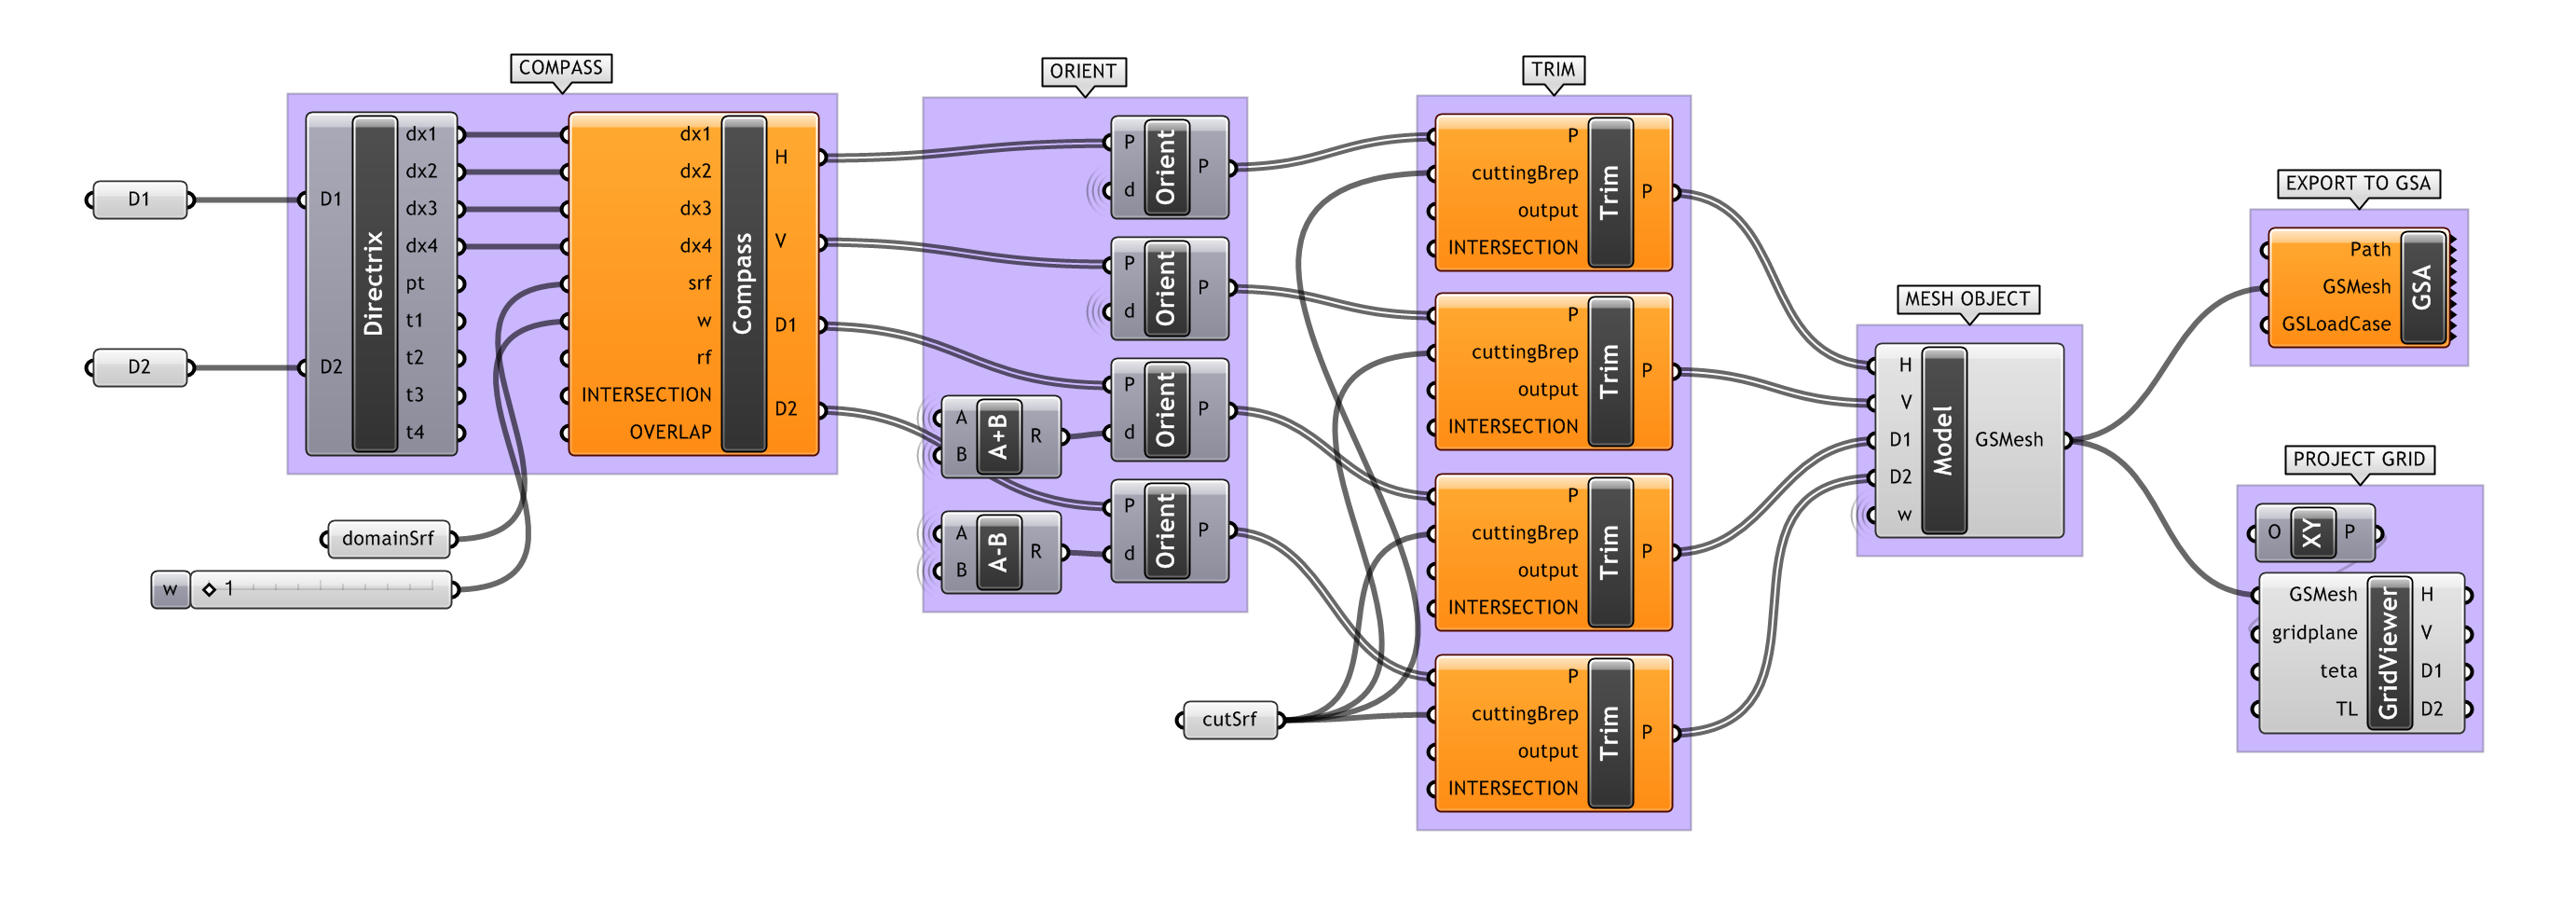 COMPASS
ORIENT
TRIM
EXPORT TO GSA
MESH OBJECT
PROJECT GRID
D1
D2
domainSrf
w
1
D1
D2
Directrix
dx1
dx2
dx3
dx4
pt
t1
t2
t3
t4
dx1
dx2
dx3
dx4
srf
w
rf
INTERSECTION
OVERLAP
Compass
H
V
D1
D2
P
d
Orient
P
P
d
Orient
P
P
d
Orient
P
P
d
Orient
P
A
B
A+B
R
A
B
A-B
R
cutSrf
P
cuttingBrep
output
INTERSECTION
Trim
P
P
cuttingBrep
output
INTERSECTION
Trim
P
P
cuttingBrep
output
INTERSECTION
Trim
P
P
cuttingBrep
output
INTERSECTION
Trim
P
H
V
D1
D2
w
Model
GSMesh
Path
GSMesh
GSLoadCase
GSA
O
XY
P
GSMesh
gridplane
teta
TL
GridViewer
H
V
D1
D2